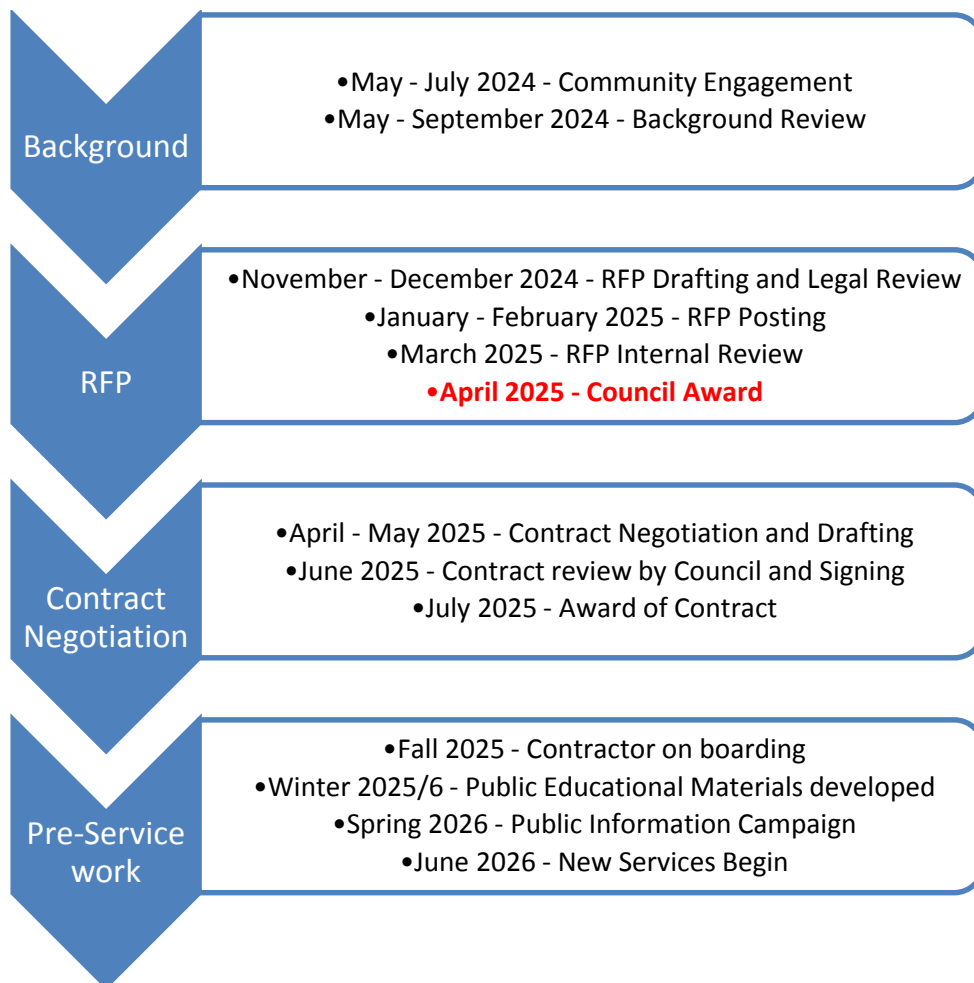 Background
•May - July 2024 - Community Engagement
•May - September 2024 - Background Review
RFP
•November - December 2024 - RFP Drafting and Legal Review
•January - February 2025 - RFP Posting
•March 2025 - RFP Internal Review
•April 2025 - Council Award
Contract
Negotiation
•April - May 2025 - Contract Negotiation and Drafting
•June 2025 - Contract review by Council and Signing
•July 2025 - Award of Contract
Pre-Service
work
•Fall 2025 - Contractor on boarding
•Winter 2025/6 - Public Educational Materials developed
•Spring 2026 - Public Information Campaign
•June 2026 - New Services Begin